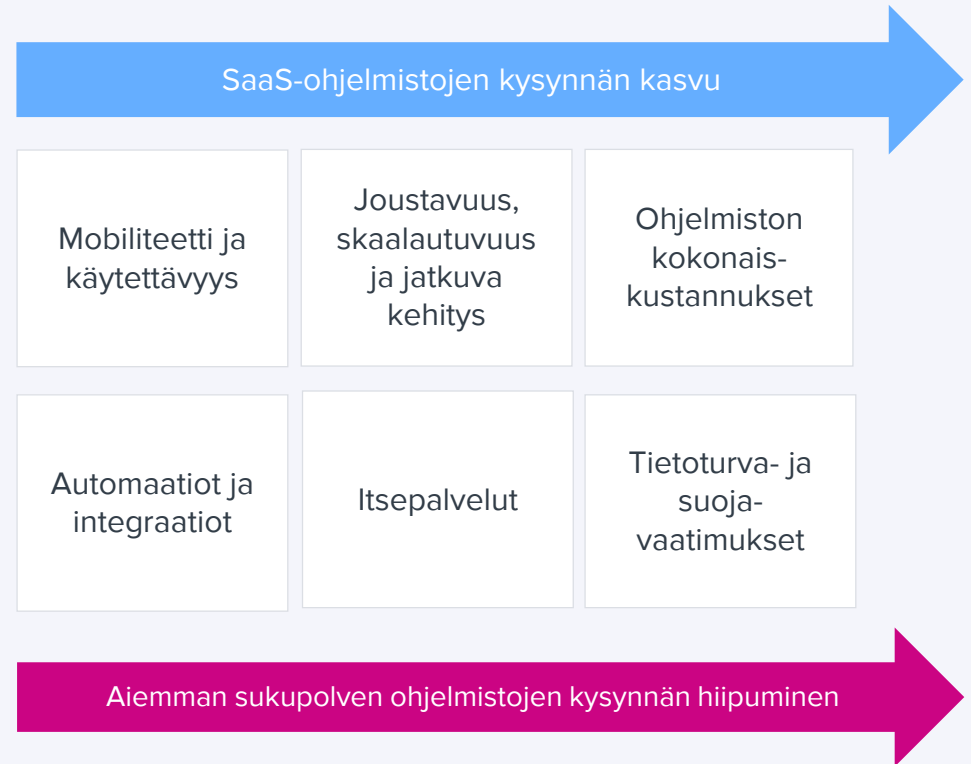 SaaS-ohjelmistojen kysynnän kasvu
Mobiliteetti ja
käytettävyys
Joustavuus,
skaalautuvuus
ja jatkuva
kehitys
Ohjelmiston
kokonais-
kustannukset
Automaatiot ja
integraatiot
Itsepalvelut
Tietoturva- ja
suoja-
vaatimukset
Aiemman sukupolven ohjelmistojen kysynnän hiipuminen